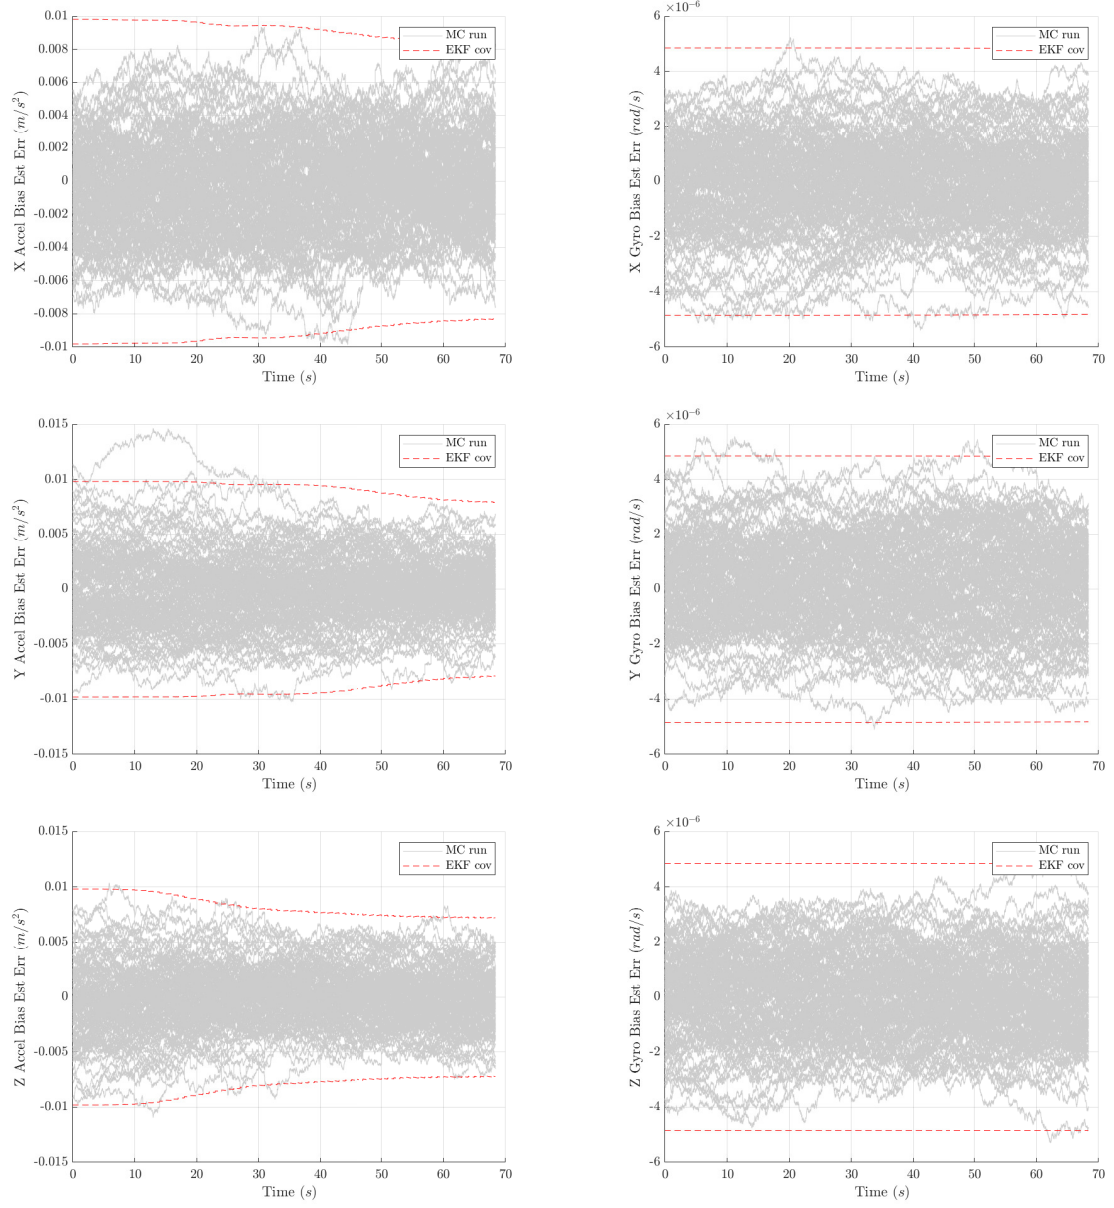 0.01
0.008
0.006
0.004
0.002
0
-0.002
-0.004
-0.006
-0.008
-0.01
X Accel Bias Est Err (m/s²)
0 10 20 30 40 50 60 70
Time (s)
MC run
EKF cov
×10⁻⁶
6
4
2
0
-2
-4
-6
X Gyro Bias Est Err (rad/s)
0 10 20 30 40 50 60 70
Time (s)
MC run
EKF cov
0.015
0.01
0.005
0
-0.005
-0.01
-0.015
Y Accel Bias Est Err (m/s²)
0 10 20 30 40 50 60 70
Time (s)
MC run
EKF cov
×10⁻⁶
6
4
2
0
-2
-4
-6
Y Gyro Bias Est Err (rad/s)
0 10 20 30 40 50 60 70
Time (s)
MC run
EKF cov
0.015
0.01
0.005
0
-0.005
-0.01
-0.015
Z Accel Bias Est Err (m/s²)
0 10 20 30 40 50 60 70
Time (s)
MC run
EKF cov
×10⁻⁶
6
4
2
0
-2
-4
-6
Z Gyro Bias Est Err (rad/s)
0 10 20 30 40 50 60 70
Time (s)
MC run
EKF cov